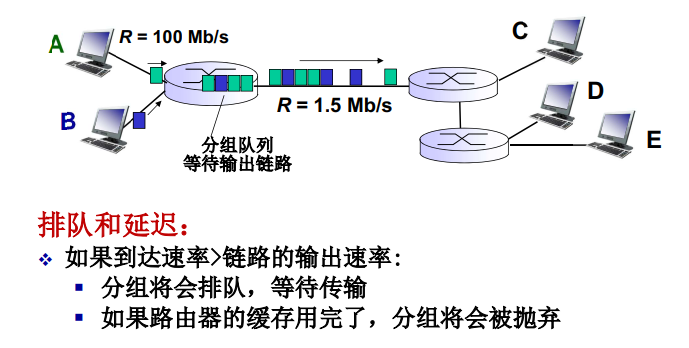 A
R = 100 Mb/s
C
B
R = 1.5 Mb/s
D
E
分组队列
等待输出链路
排队和延迟:
❖ 如果到达速率>链路的输出速率:
▪ 分组将会排队，等待传输
▪ 如果路由器的缓存用完了，分组将会被抛弃